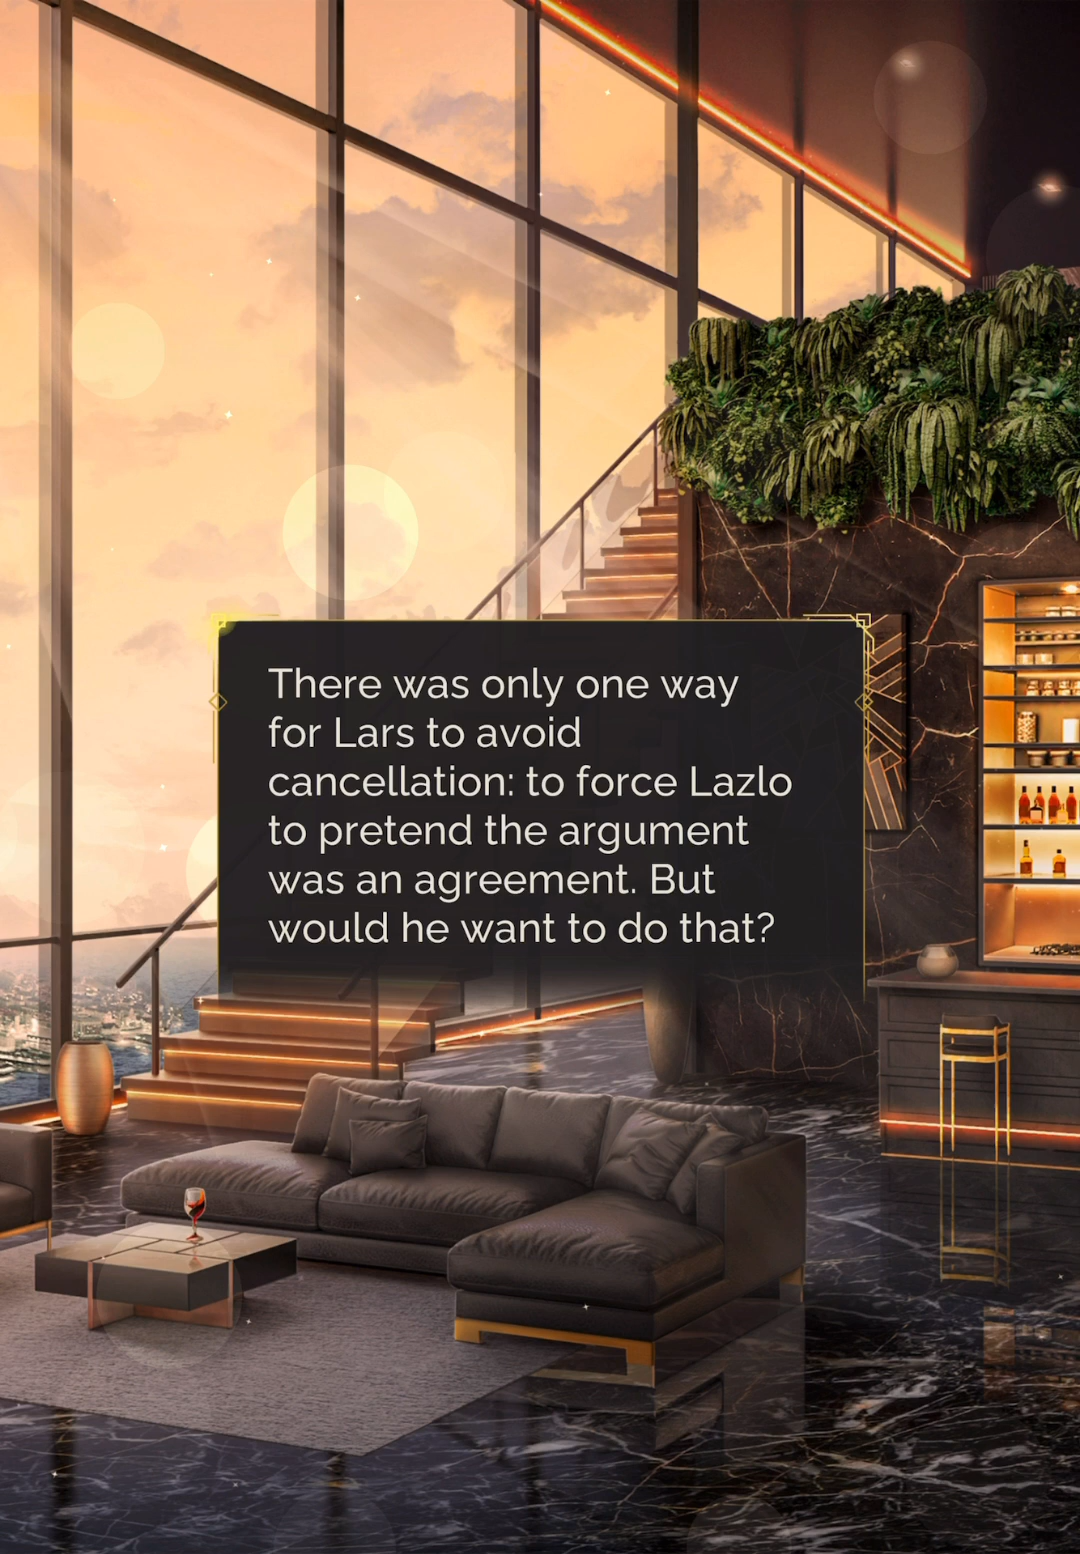 There was only one way
for Lars to avoid
cancellation: to force Lazlo
to pretend the argument
was an agreement. But
would he want to do that?